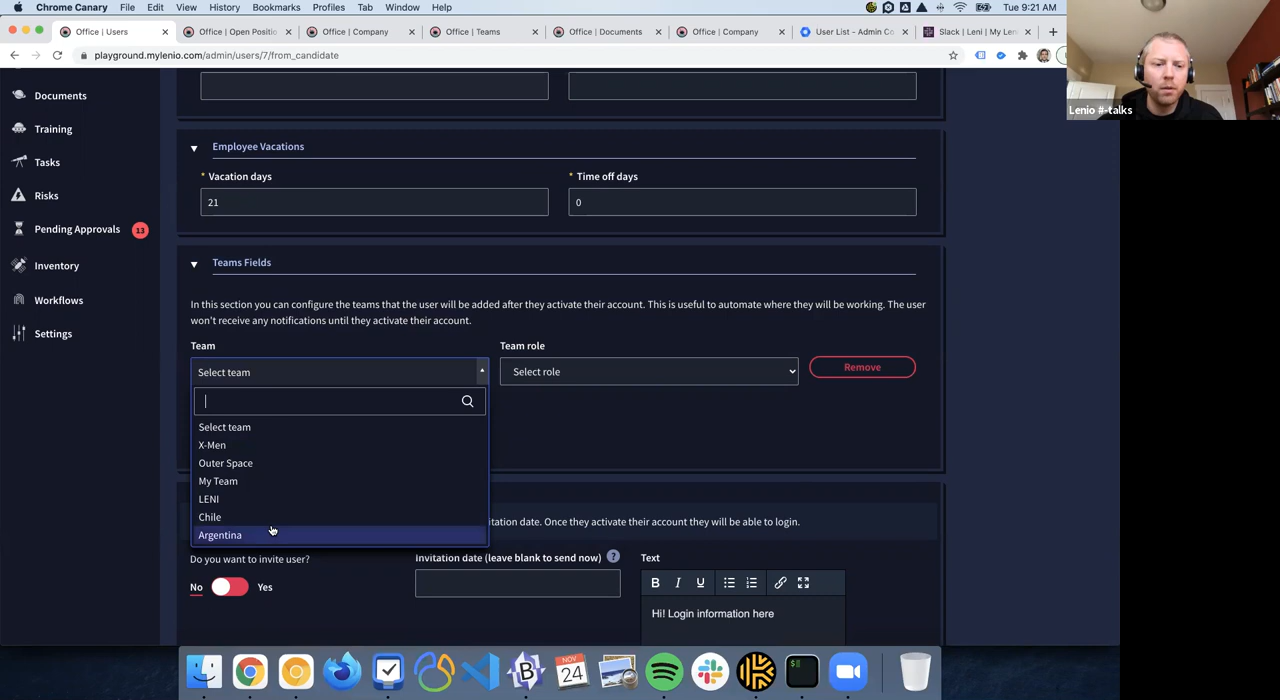 Chrome Canary File Edit View History Bookmarks Profiles Tab Window Help Tue 9:21 AM
Office | Users Office | Open Positio Office | Company Office | Teams Office | Documents Office | Company User List - Admin Co Slack | Leni | My Len
playground.mylenio.com/admin/users/7/from_candidate
Lenio #-talks
Documents
Training
Tasks
Risks
Pending Approvals 13
Inventory
Workflows
Settings
Employee Vacations
* Vacation days * Time off days
21 0
Teams Fields
In this section you can configure the teams that the user will be added after they activate their account. This is useful to automate where they will be working. The user
won't receive any notifications until they activate their account.
Team Team role
Select team Select role Remove
Select team
X-Men
Outer Space
My Team
LENI
Chile
Argentina
itation date. Once they activate their account they will be able to login.
Do you want to invite user? Invitation date (leave blank to send now) ? Text
No Yes
B I U
Hi! Login information here
NOV
24
$